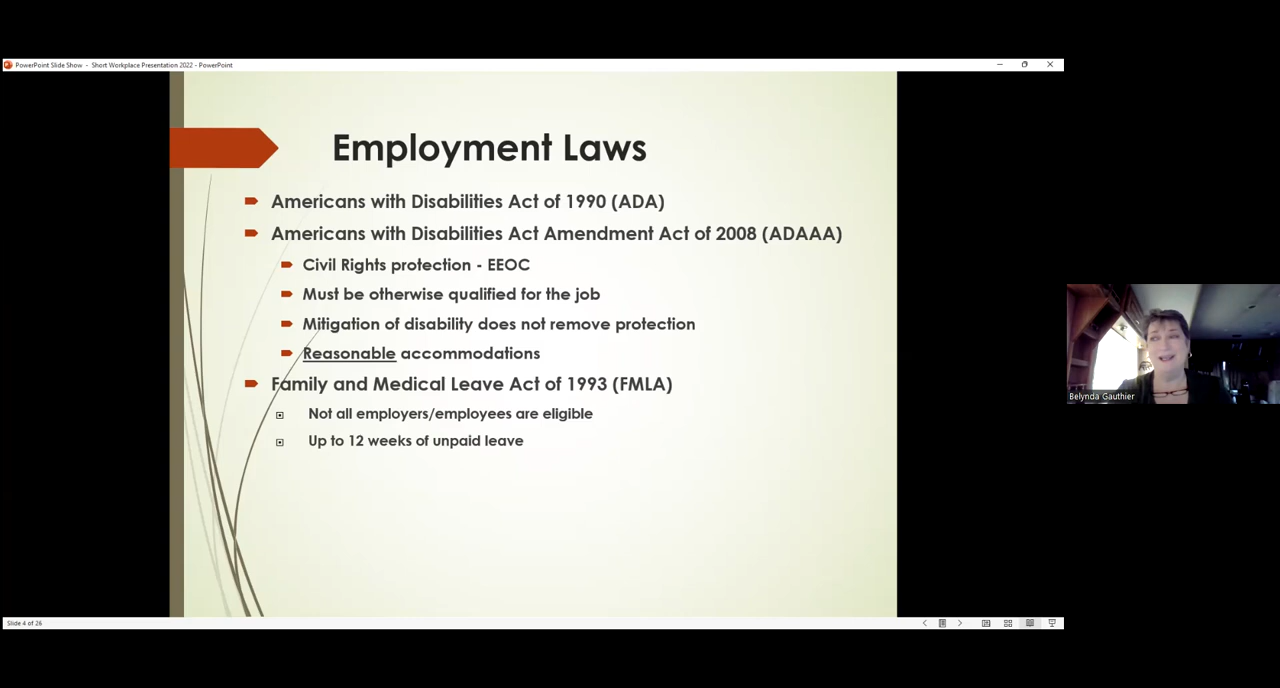 PowerPoint Slide Show - Short Workplace Presentation 2022 - PowerPoint
Employment Laws
Americans with Disabilities Act of 1990 (ADA)
Americans with Disabilities Act Amendment Act of 2008 (ADAAA)
Civil Rights protection - EEOC
Must be otherwise qualified for the job
Mitigation of disability does not remove protection
Reasonable accommodations
Family and Medical Leave Act of 1993 (FMLA)
Not all employers/employees are eligible
Up to 12 weeks of unpaid leave
Belynda Gauthier
Slide 4 of 26